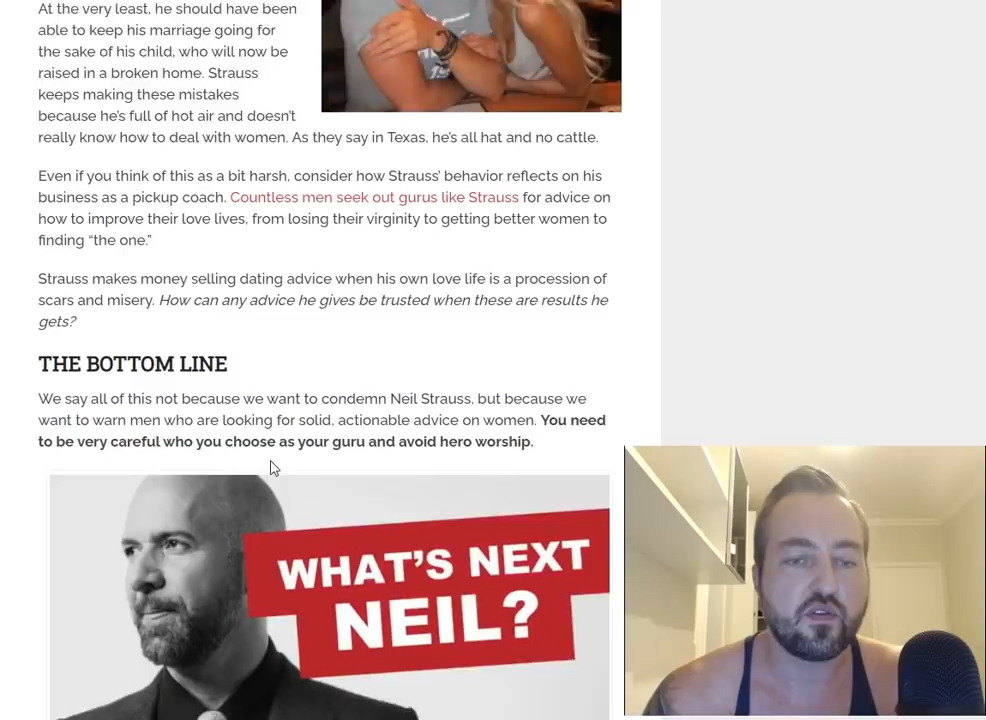 At the very least, he should have been
able to keep his marriage going for
the sake of his child, who will now be
raised in a broken home. Strauss
keeps making these mistakes
because he's full of hot air and doesn't
really know how to deal with women. As they say in Texas, he's all hat and no cattle.
Even if you think of this as a bit harsh, consider how Strauss' behavior reflects on his
business as a pickup coach. Countless men seek out gurus like Strauss for advice on
how to improve their love lives, from losing their virginity to getting better women to
finding “the one.”
Strauss makes money selling dating advice when his own love life is a procession of
scars and misery. How can any advice he gives be trusted when these are results he
gets?
THE BOTTOM LINE
We say all of this not because we want to condemn Neil Strauss, but because we
want to warn men who are looking for solid, actionable advice on women. You need
to be very careful who you choose as your guru and avoid hero worship.
WHAT'S NEXT
NEIL?